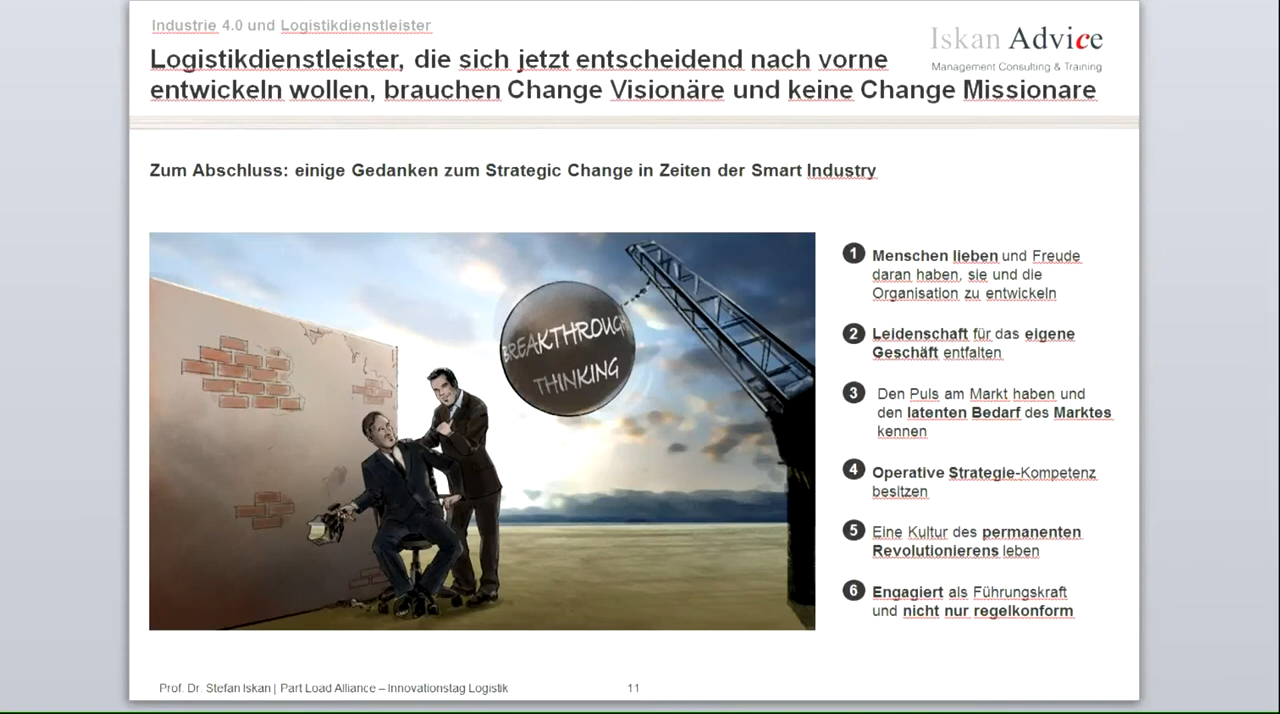 Industrie 4.0 und Logistikdienstleister
Iskan Advice
Management Consulting & Training
Logistikdienstleister, die sich jetzt entscheidend nach vorne
entwickeln wollen, brauchen Change Visionäre und keine Change Missionare
Zum Abschluss: einige Gedanken zum Strategic Change in Zeiten der Smart Industry
BREAKTHROUGH
THINKING
1 Menschen lieben und Freude
daran haben, sie und die
Organisation zu entwickeln
2 Leidenschaft für das eigene
Geschäft entfalten
3 Den Puls am Markt haben und
den latenten Bedarf des Marktes
kennen
4 Operative Strategie-Kompetenz
besitzen
5 Eine Kultur des permanenten
Revolutionierens leben
6 Engagiert als Führungskraft
und nicht nur regelkonform
Prof. Dr. Stefan Iskan | Part Load Alliance – Innovationstag Logistik
11